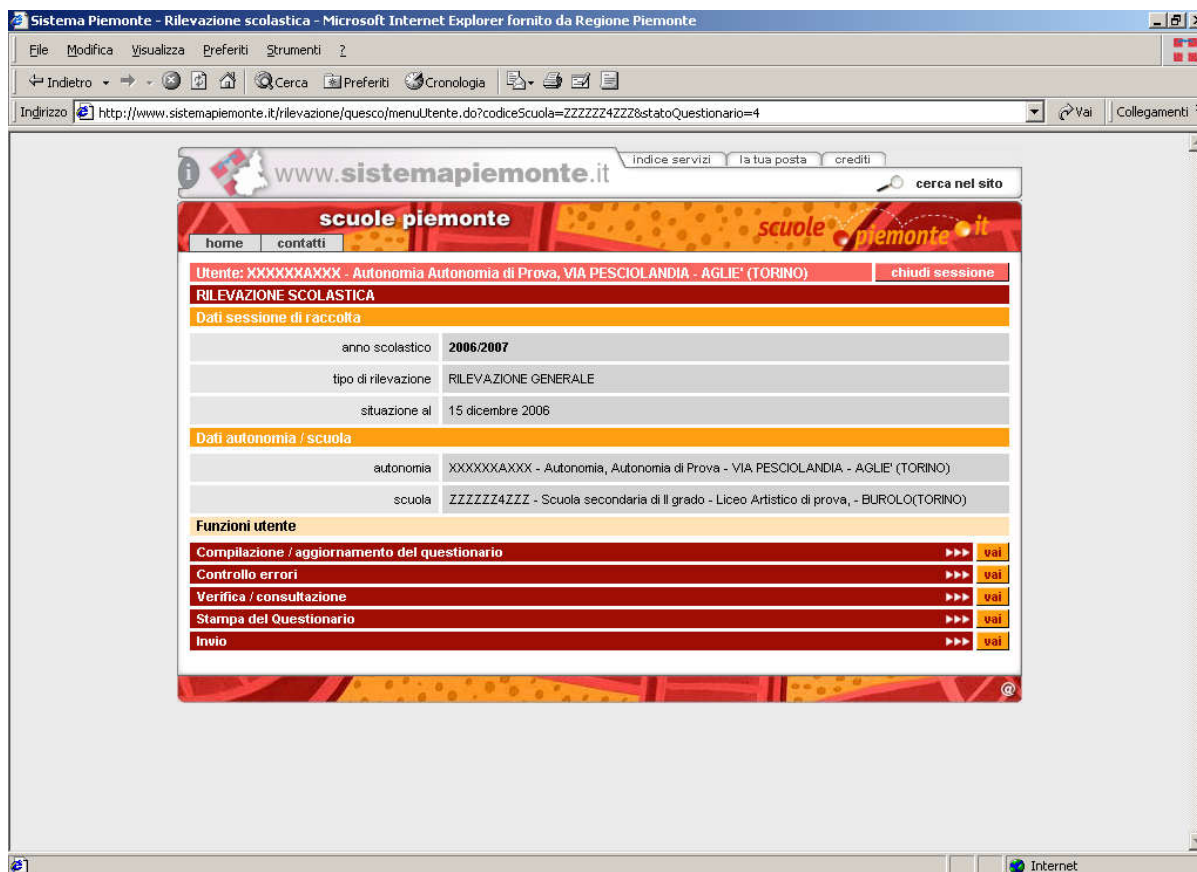 Sistema Piemonte - Rilevazione scolastica - Microsoft Internet Explorer fornito da Regione Piemonte
File Modifica Visualizza Preferiti Strumenti ?
Indietro Cerca Preferiti Cronologia
Indirizzo http://www.sistemapiemonte.it/rilevazione/quesco/menuUtente.do?codiceScuola=ZZZZZZ4ZZZ&statoQuestionario=4 Vai Collegamenti
www.sistemapiemonte.it indice servizi la tua posta crediti
cerca nel sito
scuole piemonte scuole piemonte it
home contatti
Utente: XXXXXXAXXX - Autonomia Autonomia di Prova, VIA PESCIOLANDIA - AGLIE' (TORINO) chiudi sessione
RILEVAZIONE SCOLASTICA
Dati sessione di raccolta
anno scolastico 2006/2007
tipo di rilevazione RILEVAZIONE GENERALE
situazione al 15 dicembre 2006
Dati autonomia / scuola
autonomia XXXXXXAXXX - Autonomia, Autonomia di Prova - VIA PESCIOLANDIA - AGLIE' (TORINO)
scuola ZZZZZZ4ZZZ - Scuola secondaria di II grado - Liceo Artistico di prova, - BUROLO(TORINO)
Funzioni utente
Compilazione / aggiornamento del questionario vai
Controllo errori vai
Verifica / consultazione vai
Stampa del Questionario vai
Invio vai
@
Internet